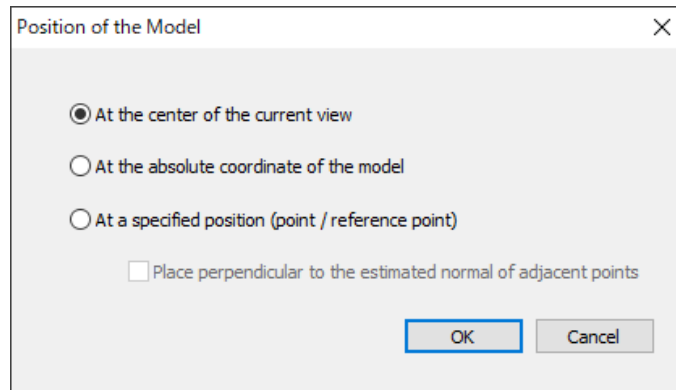 Position of the Model
At the center of the current view
At the absolute coordinate of the model
At a specified position (point / reference point)
Place perpendicular to the estimated normal of adjacent points
OK Cancel